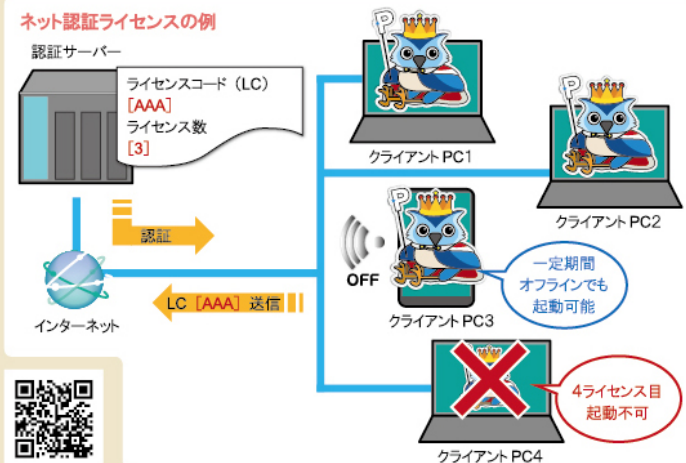 ネット認証ライセンスの例
認証サーバー
ライセンスコード（LC）
[AAA]
ライセンス数
[3]
認証
LC [AAA] 送信
インターネット
クライアントPC1
クライアントPC2
OFF
クライアントPC3
一定期間
オフラインでも
起動可能
4ライセンス目
起動不可
クライアントPC4
P
P
P